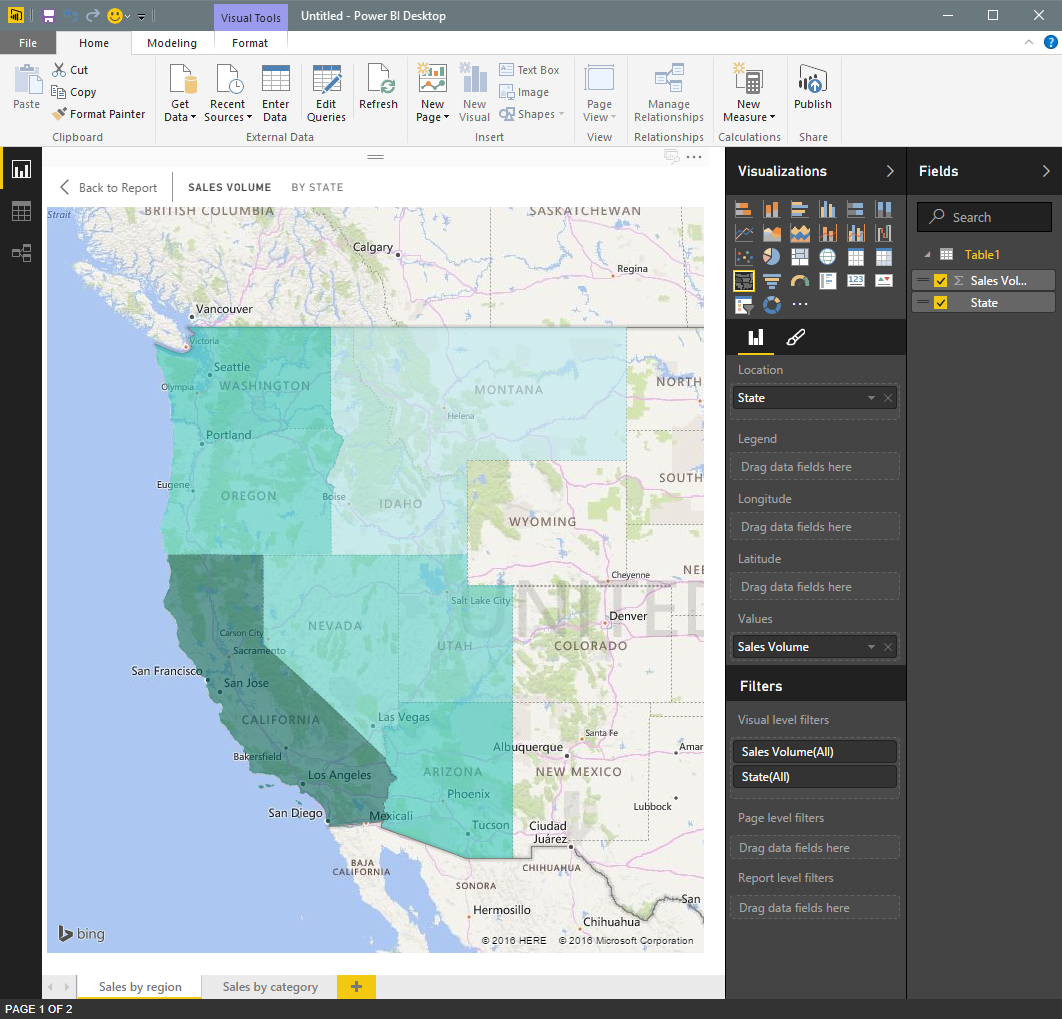 Visual Tools
Untitled - Power BI Desktop
File
Home
Modeling
Format
Paste
Cut
Copy
Format Painter
Clipboard
Get Data
Recent Sources
Enter Data
Edit Queries
Refresh
External Data
New Page
New Visual
Text Box
Image
Shapes
Insert
Page View
View
Manage Relationships
Relationships
New Measure
Calculations
Publish
Share
Back to Report
SALES VOLUME
BY STATE
Strait
BRITISH COLUMBIA
SASKATCHEWAN
Calgary
Regina
Vancouver
Victoria
Seattle
Olympia
WASHINGTON
MONTANA
NORTH
Helena
Portland
Eugene
OREGON
Boise
IDAHO
SOUTH
WYOMING
Cheyenne
NE
Salt Lake City
UNITED
Denver
NEVADA
Carson City
Sacramento
UTAH
COLORADO
San Francisco
San Jose
CALIFORNIA
Las Vegas
Santa Fe
Albuquerque
Amar
Bakersfield
Los Angeles
ARIZONA
NEW MEXICO
Phoenix
Lubbock
San Diego
Mexicali
Tucson
Ciudad Juárez
BAJA CALIFORNIA
CHIHUAHUA
SONORA
San
Hermosillo
Chihuahua
bing
© 2016 HERE
© 2016 Microsoft Corporation
Visualizations
123
Location
State
Legend
Drag data fields here
Longitude
Drag data fields here
Latitude
Drag data fields here
Values
Sales Volume
Filters
Visual level filters
Sales Volume(All)
State(All)
Page level filters
Drag data fields here
Report level filters
Drag data fields here
Fields
Search
Table1
Σ Sales Vol...
State
Sales by region
Sales by category
PAGE 1 OF 2